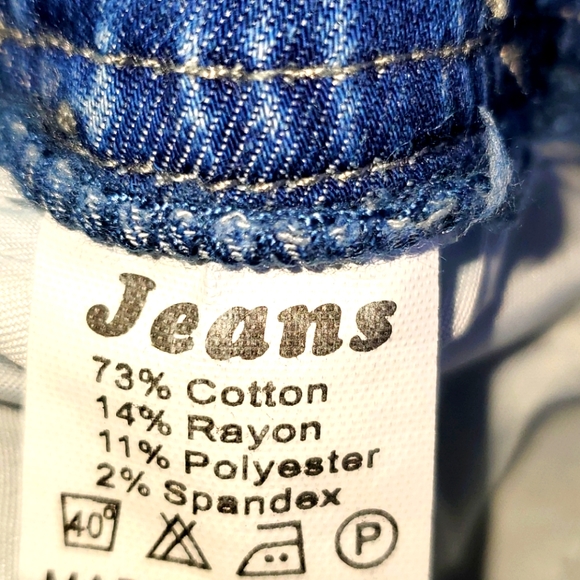 Jeans
73% Cotton
14% Rayon
11% Polyester
2% Spandex
40° P